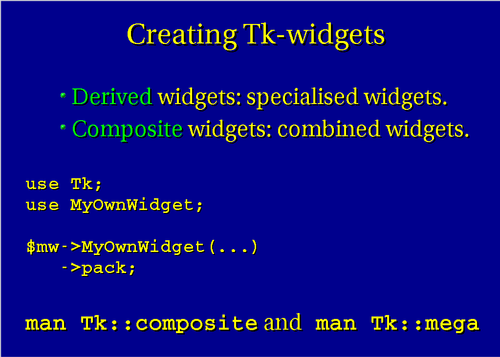 Creating Tk-widgets
· Derived widgets: specialised widgets.
· Composite widgets: combined widgets.
use Tk;
use MyOwnWidget;
$mw->MyOwnWidget(...)
->pack;
man Tk::composite and man Tk::mega